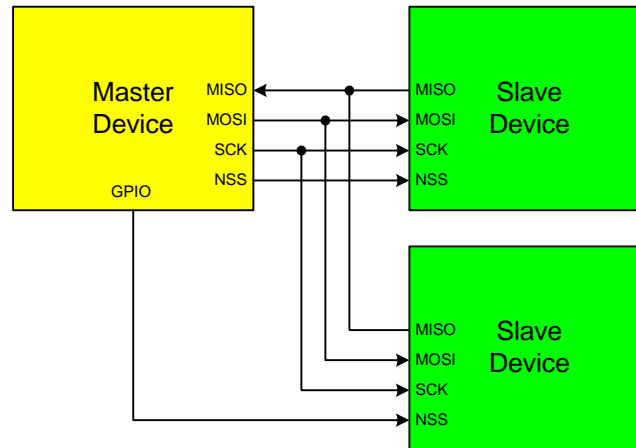 Master
Device
MISO
MOSI
SCK
NSS
GPIO
MISO
MOSI
SCK
NSS
Slave
Device
MISO
MOSI
SCK
NSS
Slave
Device